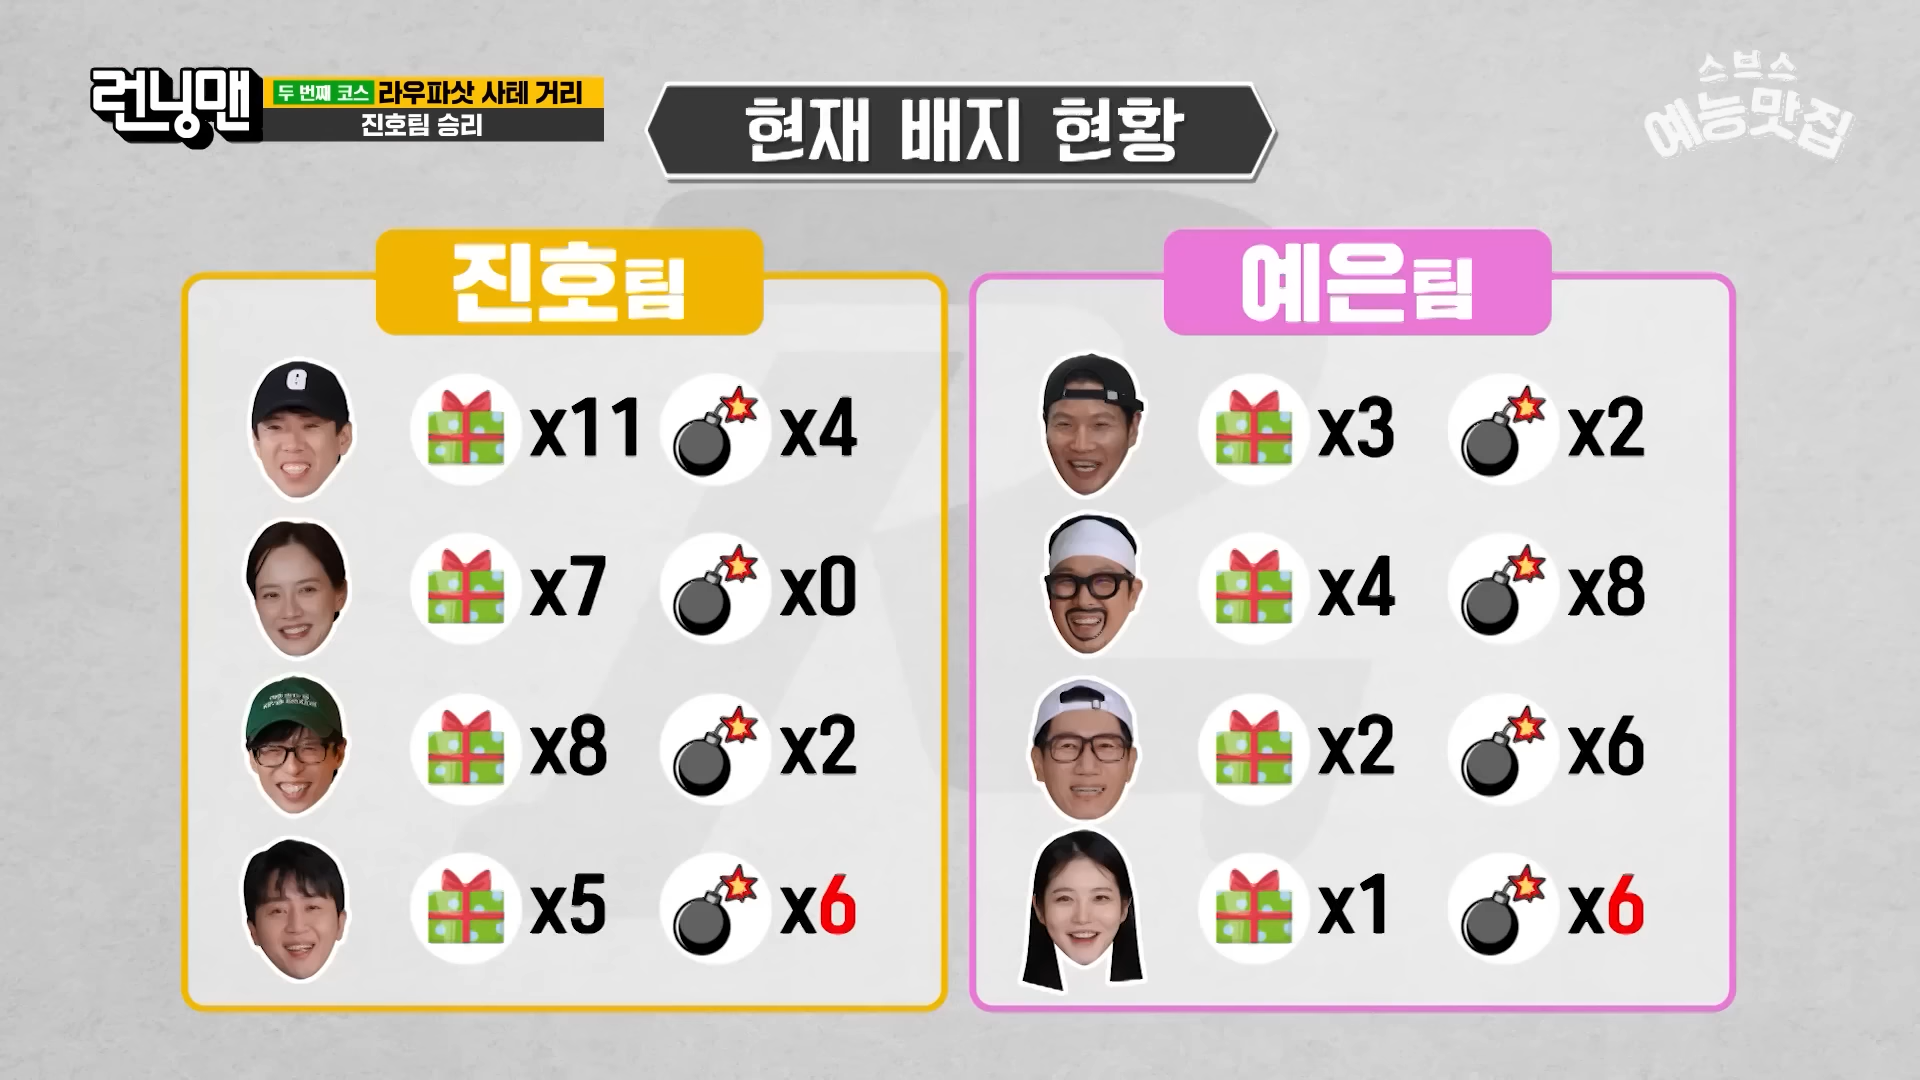 런닝맨
두 번째 코스 라우파삿 사테 거리
진호팀 승리
현재 배지 현황
스브스
예능맛집
진호팀
x11 x4
x7 x0
x8 x2
x5 x6
예은팀
x3 x2
x4 x8
x2 x6
x1 x6